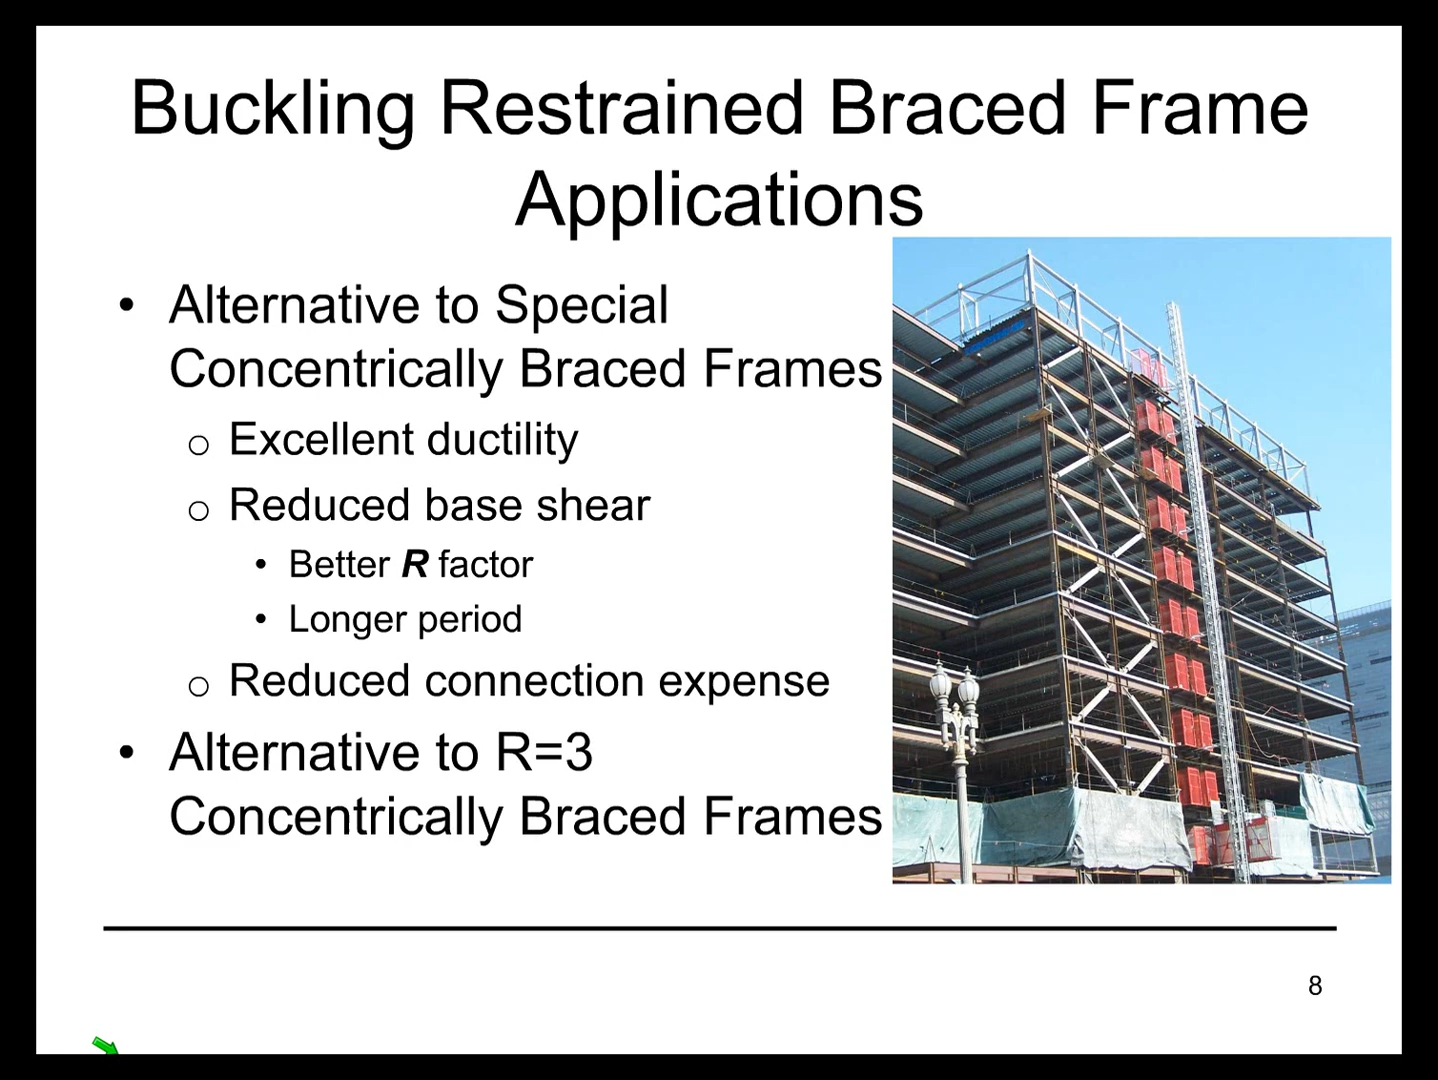 Buckling Restrained Braced Frame
Applications
• Alternative to Special
Concentrically Braced Frames
o Excellent ductility
o Reduced base shear
• Better R factor
• Longer period
o Reduced connection expense
• Alternative to R=3
Concentrically Braced Frames
8